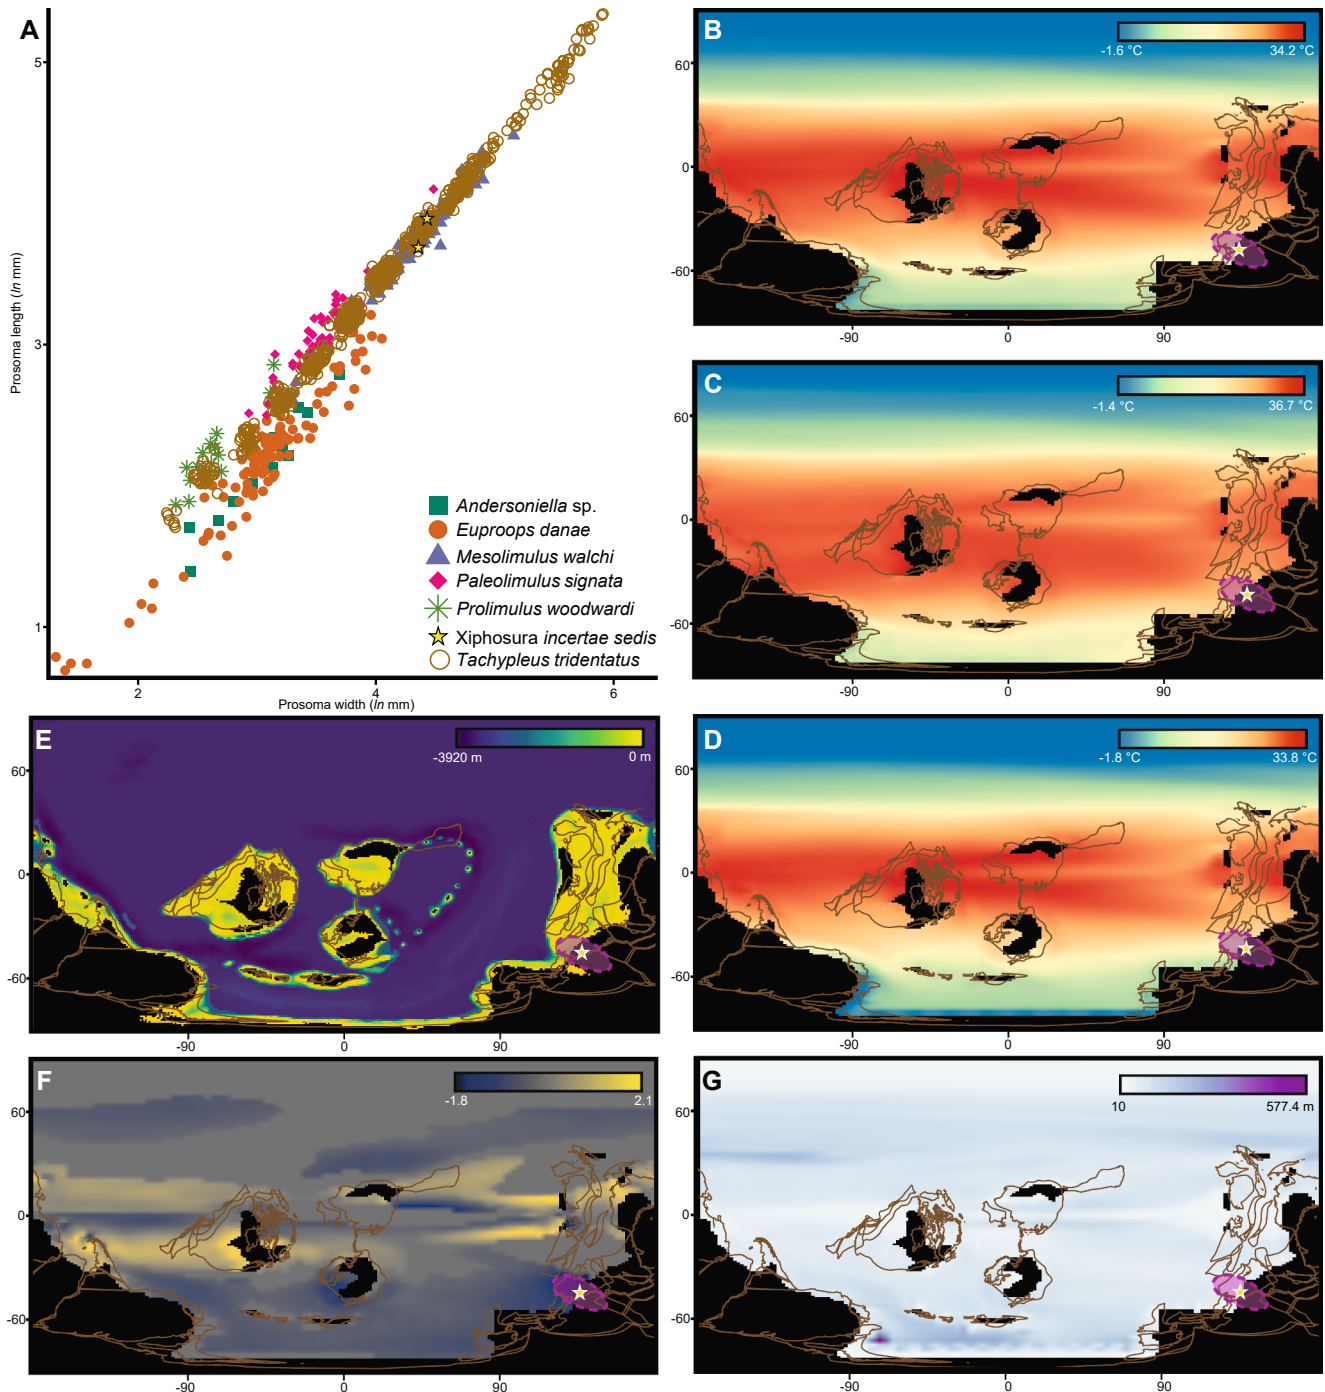 A
5
3
1
2
4
6
Prosoma length (ln mm)
Prosoma width (ln mm)
Andersoniella sp.
Euproops danae
Mesolimulus walchi
Paleolimulus signata
Prolimulus woodwardi
Xiphosura incertae sedis
Tachypleus tridentatus
B
-1.6 °C
34.2 °C
60
0
-60
-90
0
90
C
-1.4 °C
36.7 °C
60
0
-60
-90
0
90
E
-3920 m
0 m
60
0
-60
-90
0
90
D
-1.8 °C
33.8 °C
60
0
-60
-90
0
90
F
-1.8
2.1
60
0
-60
-90
0
90
G
10
577.4 m
60
0
-60
-90
0
90